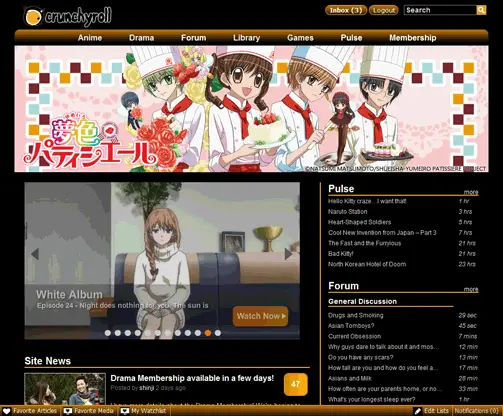 crunchyroll
Inbox (3)
Logout
Search
Anime Drama Forum Library Games Pulse Membership
夢色
パティシエール
©NATSUMI MATSUMOTO/SHUEISHA·YUMEIRO PATISSIERE PROJECT
White Album
Episode 24 - Night does nothing for you. The sun is
Watch Now
Pulse
more
Hello Kitty craze...I want that! 1 hr
Naruto Station 3 hrs
Heart-Shaped Soldiers 5 hrs
Cool New Invention from Japan – Part 3 7 hrs
The Fast and the Furryious 21 hrs
Bad Kitty! 21 hrs
North Korean Hotel of Doom 23 hrs
Forum
more
General Discussion
Drugs and Smoking 29 sec
Asian Tomboys? 45 sec
Current Obsession 7 mins
Why guys dare to talk about it and mos... 12 min
Do you have any scars? 13 min
How fall are you and how do you feel a... 17 min
Asians and Milk 26 min
How often are your parents home, or no... 33 min
What's your longest sleep ever? 1 hr
Site News
Drama Membership available in a few days!
Posted by shinji 2 days ago
47
Favorite Articles
Favorite Media
My Watchlist
Edit Lists
Notifications (0)